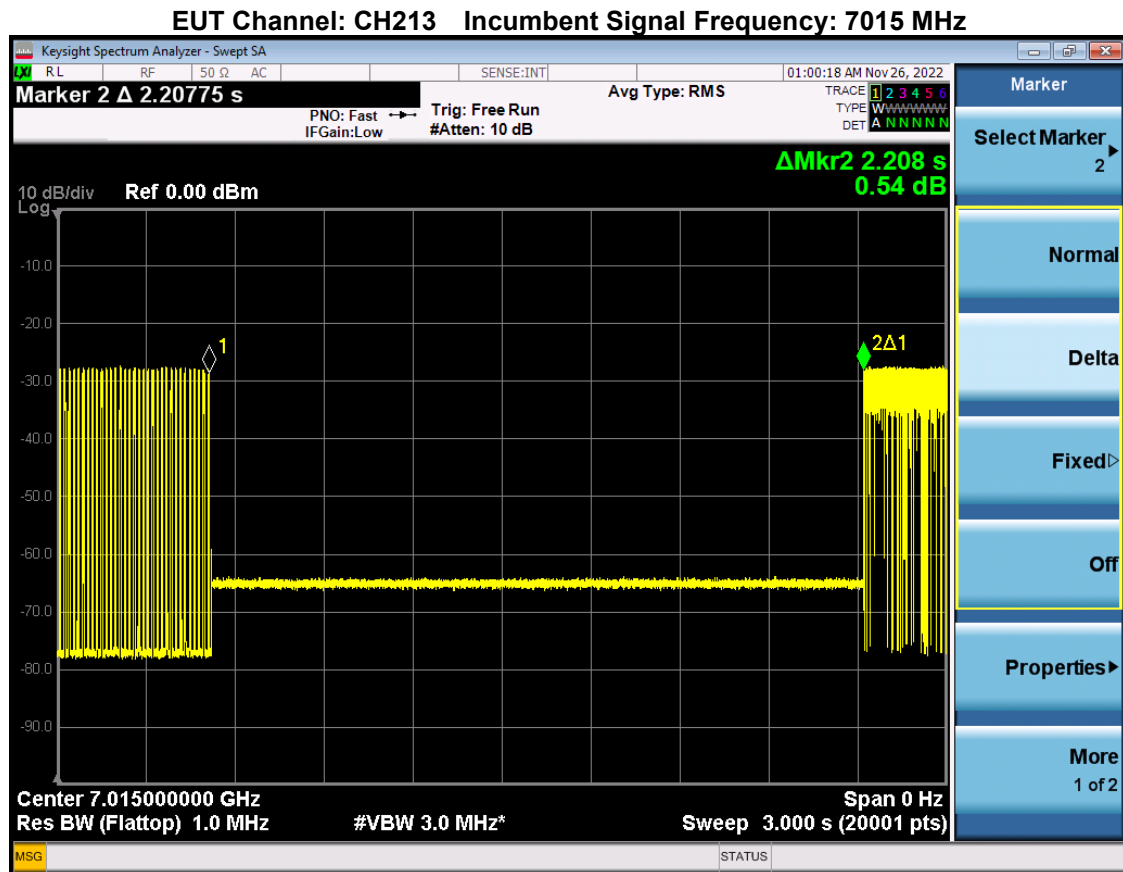 EUT Channel: CH213 Incumbent Signal Frequency: 7015 MHz
Keysight Spectrum Analyzer - Swept SA
LXI RL RF 50 Ω AC SENSE:INT 01:00:18 AM Nov 26, 2022
Marker 2 Δ 2.20775 s
PNO: Fast
IFGain:Low
Trig: Free Run
#Atten: 10 dB
Avg Type: RMS
TRACE 1 2 3 4 5 6
TYPE WWWWWW
DET A N N N N N
ΔMkr2 2.208 s
0.54 dB
10 dB/div Ref 0.00 dBm
Log
-10.0
-20.0
-30.0
-40.0
-50.0
-60.0
-70.0
-80.0
-90.0
1
2Δ1
Center 7.015000000 GHz Span 0 Hz
Res BW (Flattop) 1.0 MHz #VBW 3.0 MHz* Sweep 3.000 s (20001 pts)
MSG STATUS
Marker
Select Marker
2
Normal
Delta
Fixed
Off
Properties
More
1 of 2